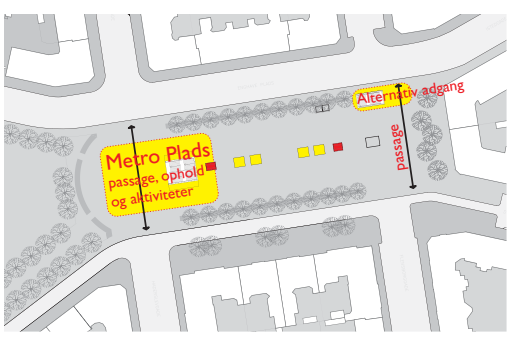 Alternativ adgang
Metro Plads
passage, ophold
og aktiviteter
passage